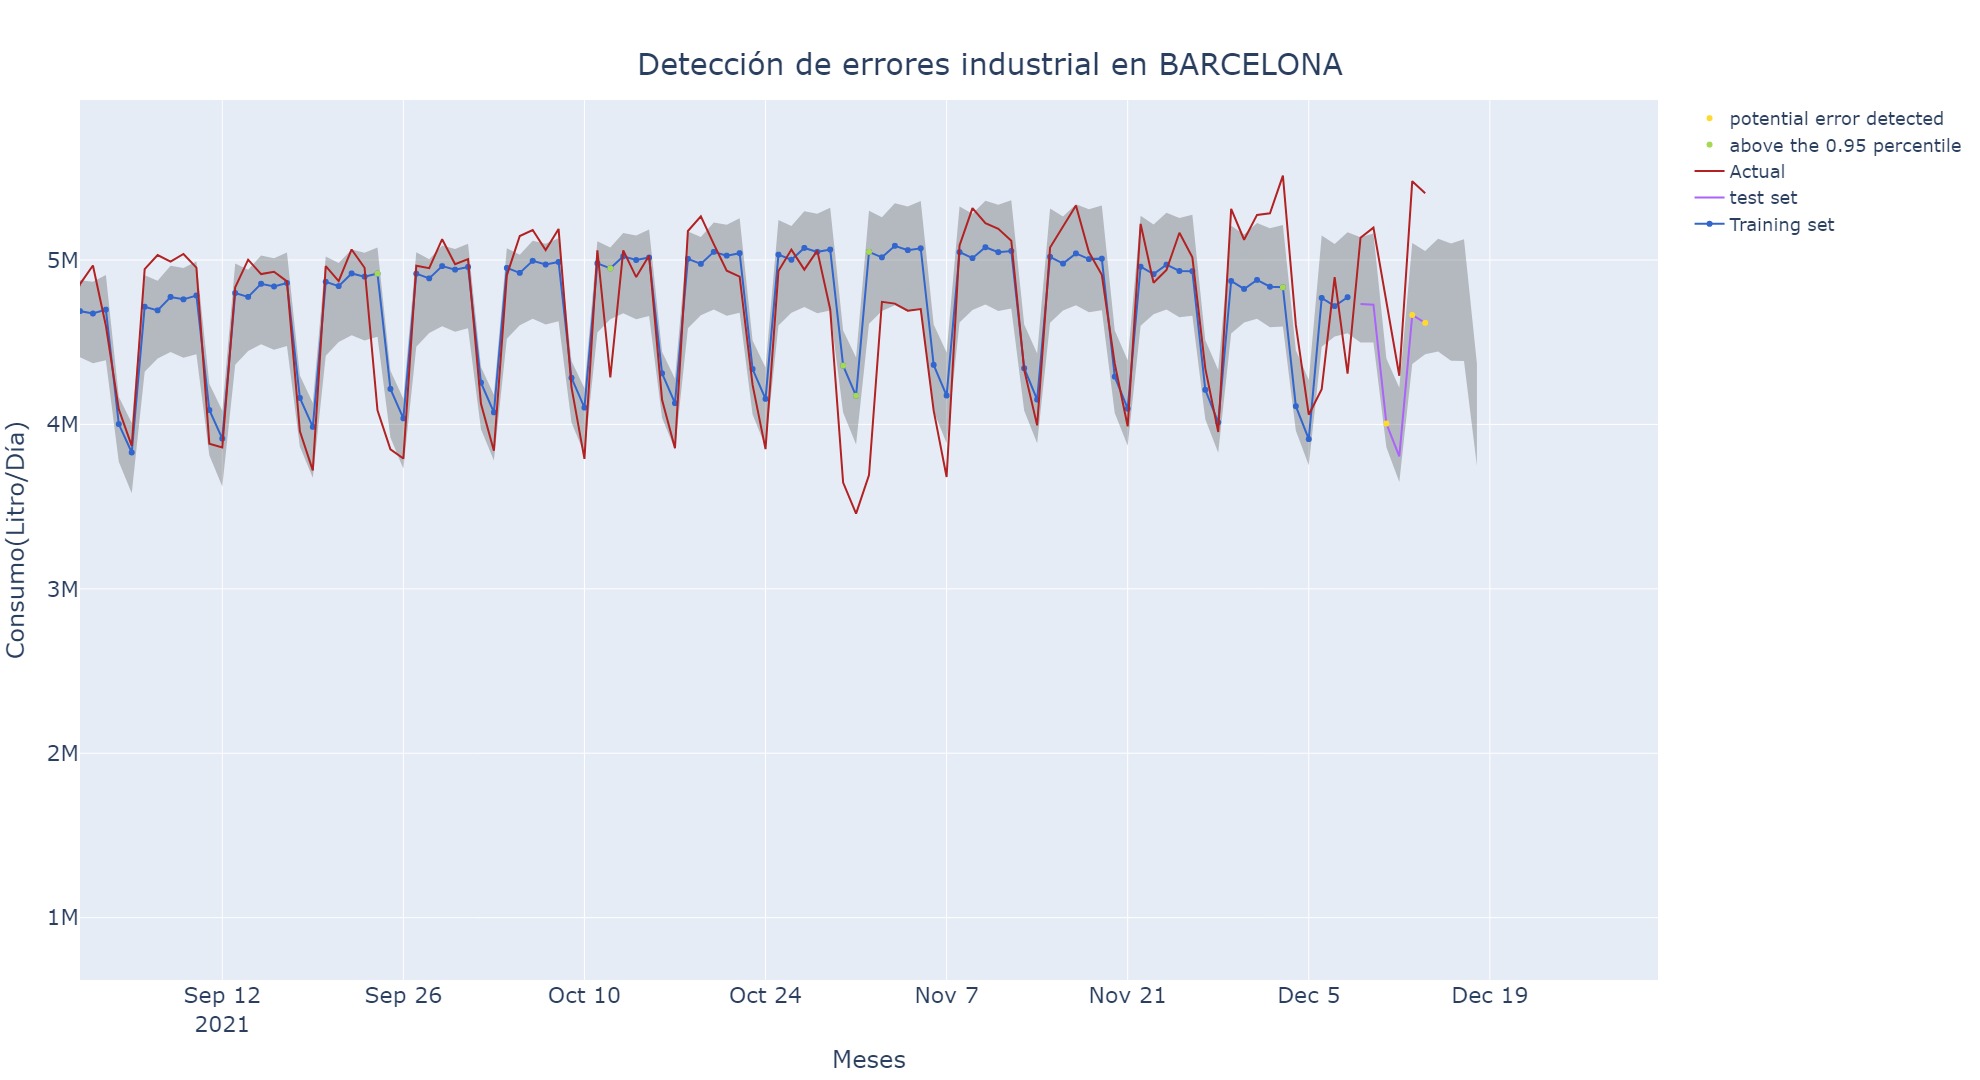 Detección de errores industrial en BARCELONA
potential error detected
above the 0.95 percentile
Actual
test set
Training set
Consumo(Litro/Día)
5M
4M
3M
2M
1M
Sep 12
2021
Sep 26
Oct 10
Oct 24
Nov 7
Nov 21
Dec 5
Dec 19
Meses